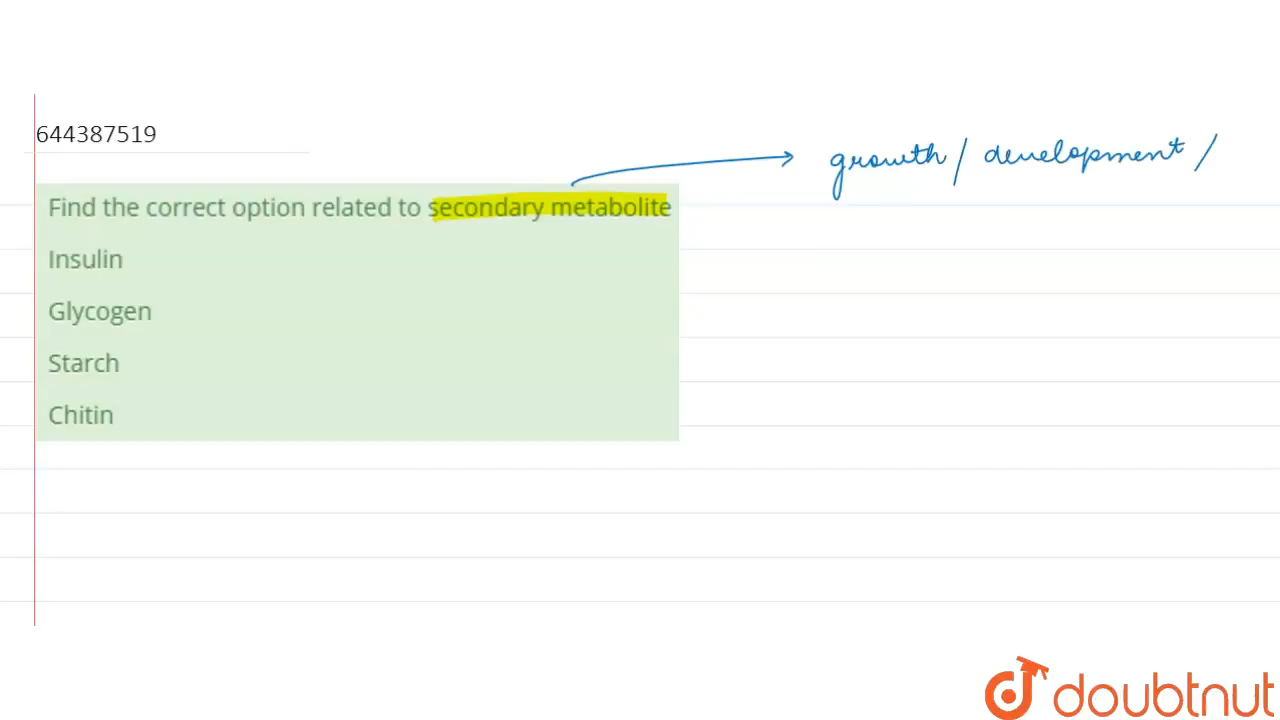 644387519
growth / development /
Find the correct option related to secondary metabolite
Insulin
Glycogen
Starch
Chitin
doubtnut